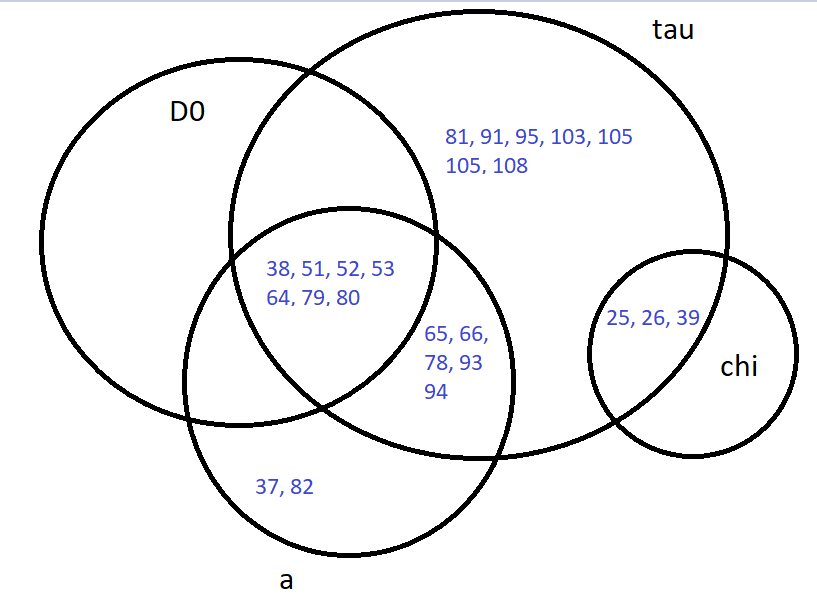 tau
D0
81, 91, 95, 103, 105
105, 108
38, 51, 52, 53
64, 79, 80
25, 26, 39
65, 66,
78, 93
94
chi
37, 82
a